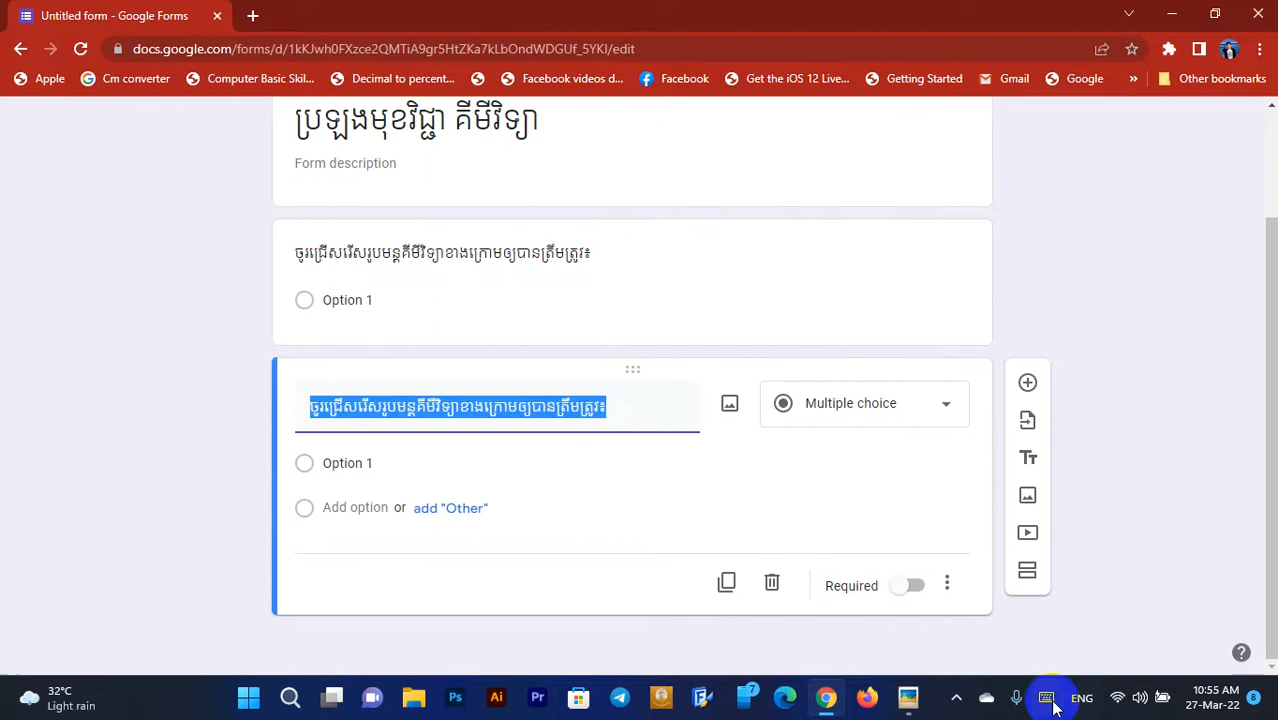 Untitled form - Google Forms
docs.google.com/forms/d/1kKJwh0FXzce2QMTiA9gr5HtZKa7kLbOndWDGUf_5YKI/edit
Apple
Cm converter
Computer Basic Skil...
Decimal to percent...
Facebook videos d...
Facebook
Get the iOS 12 Live...
Getting Started
Gmail
Google
Other bookmarks
ប្រឡងមុខវិជ្ជា គីមីវិទ្យា
Form description
ចូរជ្រើសរើសរូបមន្តគីមីវិទ្យាខាងក្រោមឲ្យបានត្រឹមត្រូវ៖
Option 1
ចូរជ្រើសរើសរូបមន្តគីមីវិទ្យាខាងក្រោមឲ្យបានត្រឹមត្រូវ៖
Multiple choice
Option 1
Add option or add "Other"
Required
32°C
Light rain
Ps
Ai
Pr
7
ENG
10:55 AM
27-Mar-22
8